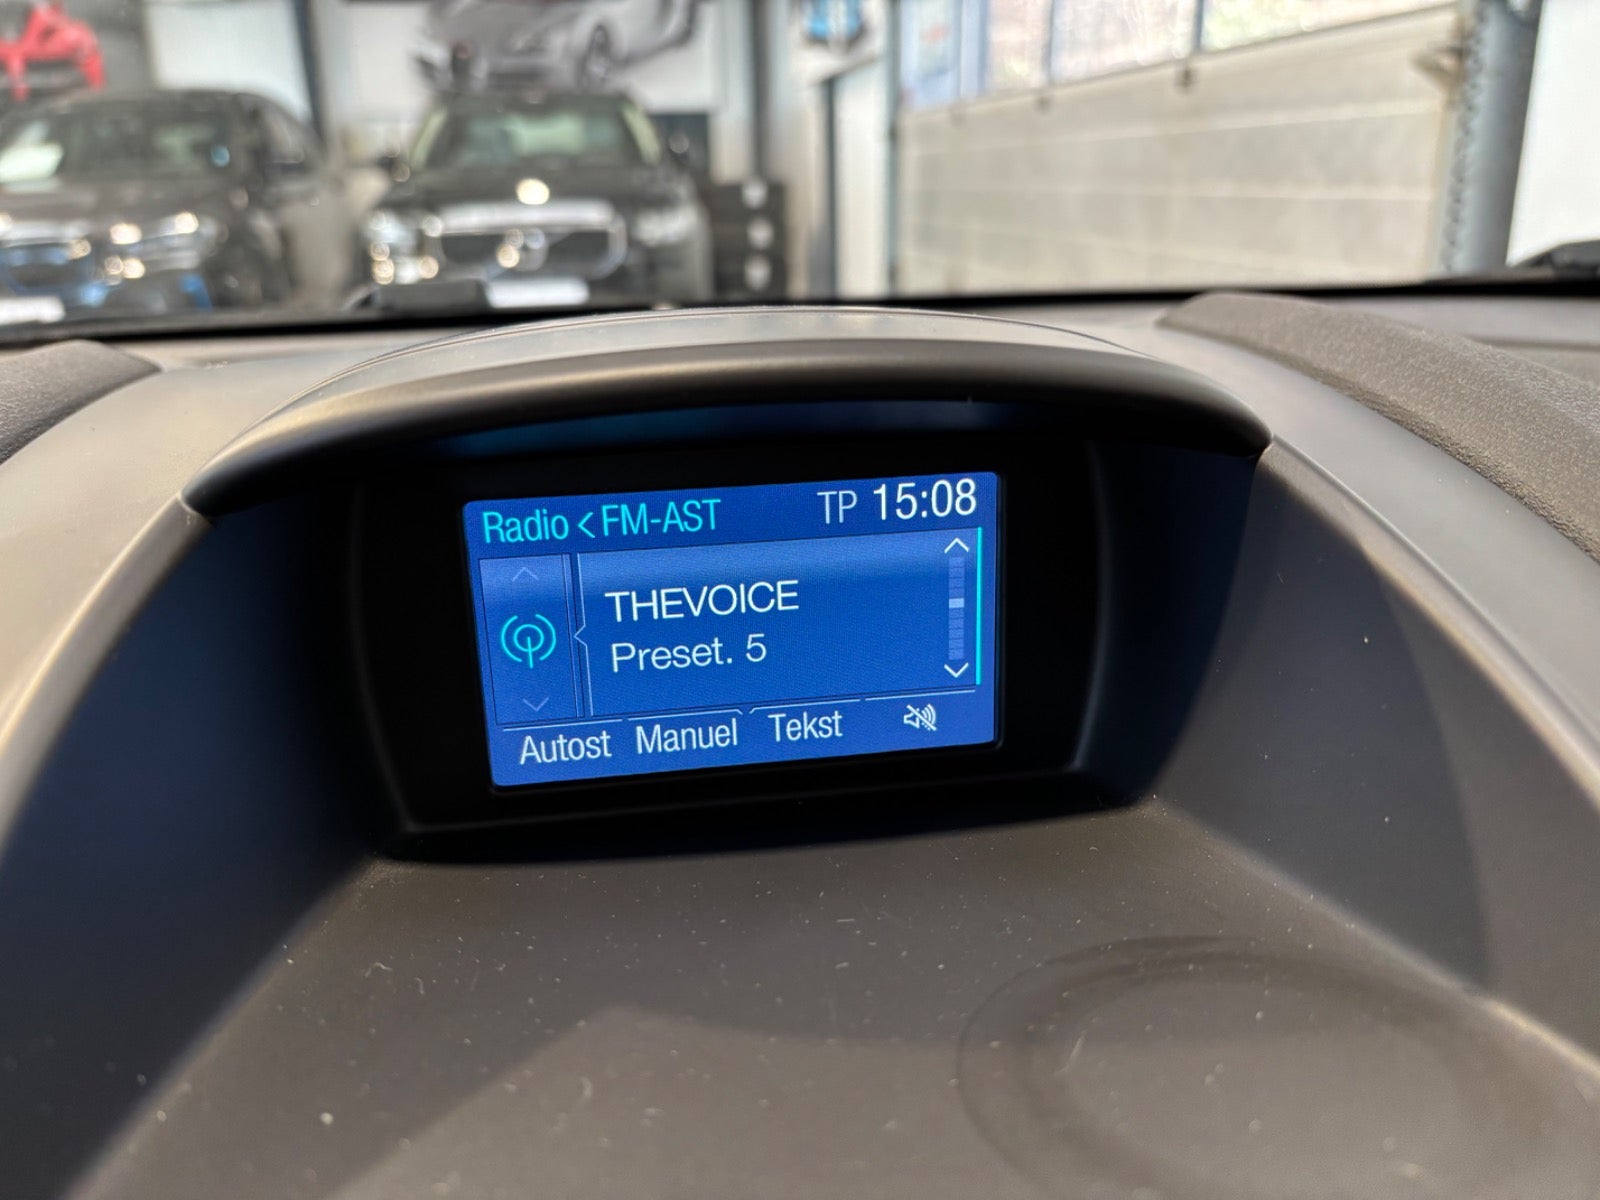 Radio < FM-AST TP 15:08
THEVOICE
Preset. 5
Autost Manuel Tekst